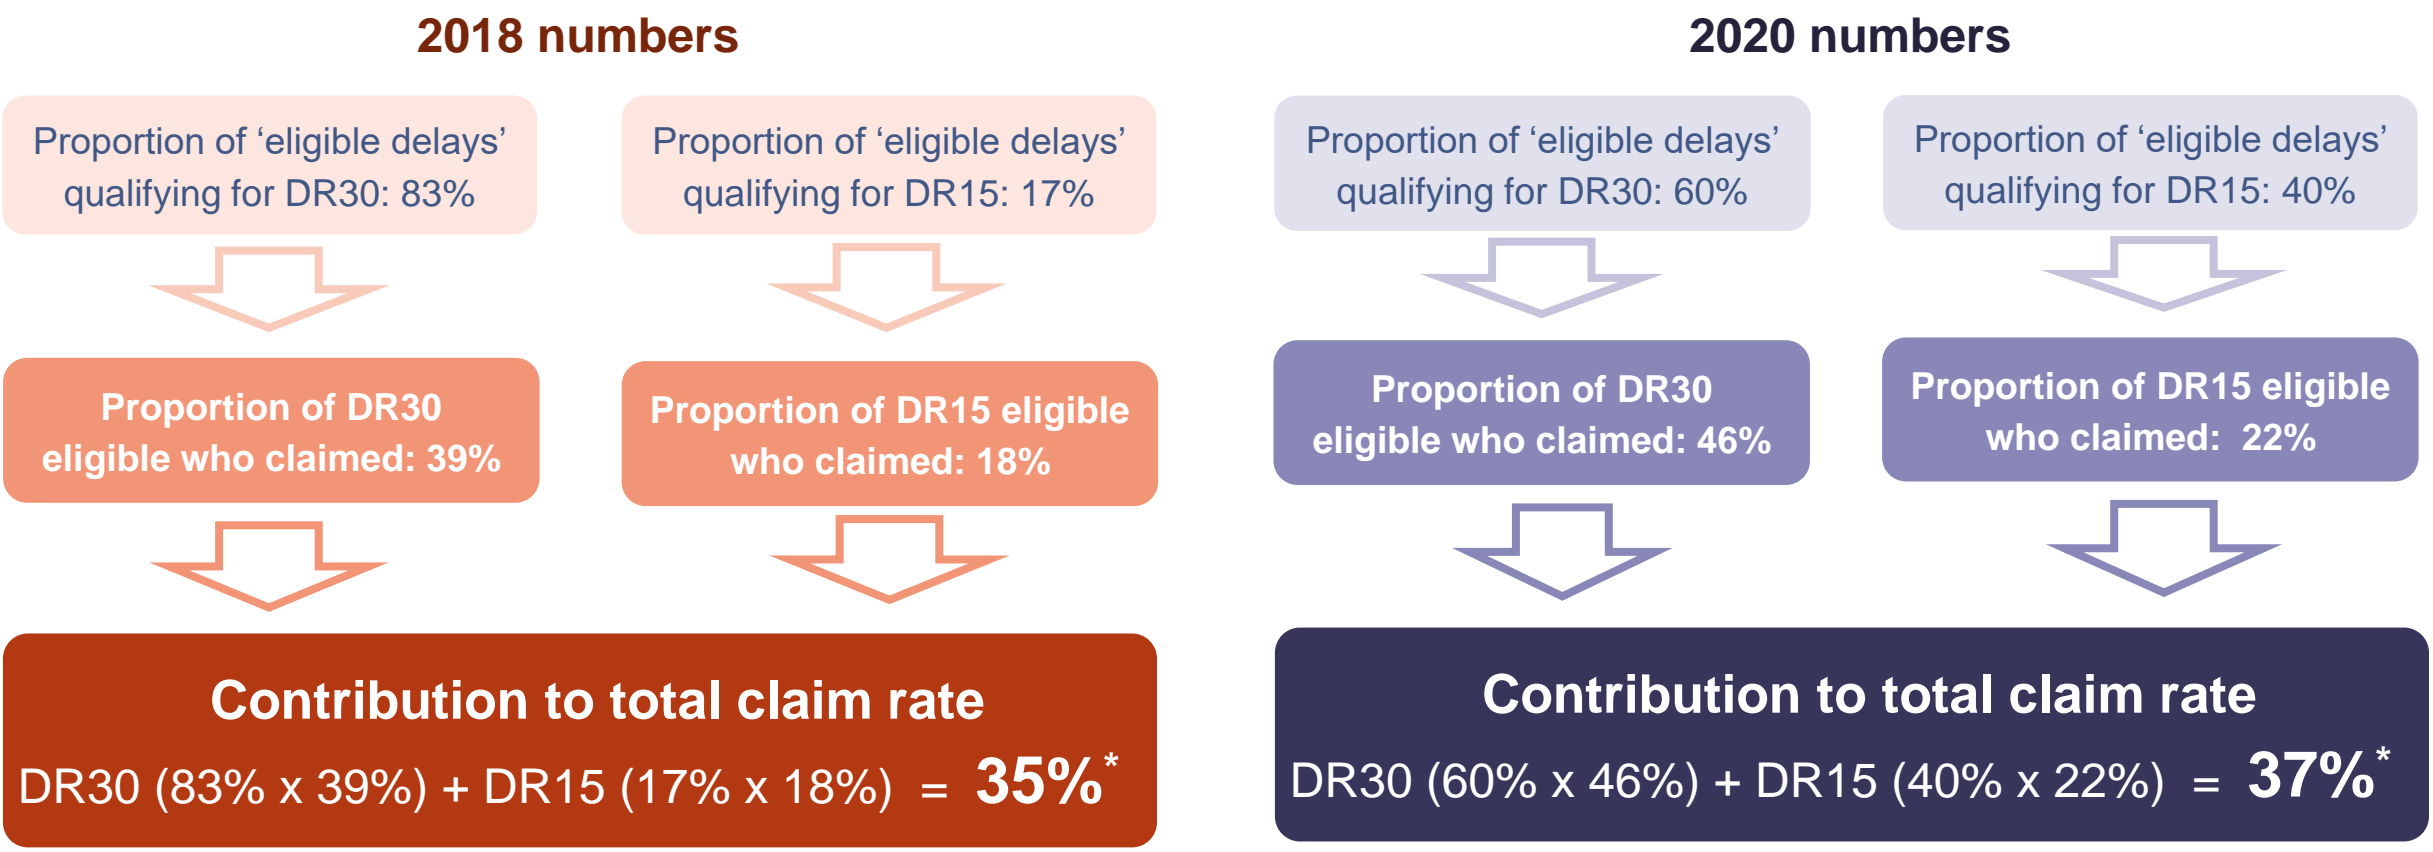 2018 numbers
Proportion of ‘eligible delays’
qualifying for DR30: 83%
Proportion of ‘eligible delays’
qualifying for DR15: 17%
Proportion of DR30
eligible who claimed: 39%
Proportion of DR15 eligible
who claimed: 18%
Contribution to total claim rate
DR30 (83% x 39%) + DR15 (17% x 18%) = 35%*
2020 numbers
Proportion of ‘eligible delays’
qualifying for DR30: 60%
Proportion of ‘eligible delays’
qualifying for DR15: 40%
Proportion of DR30
eligible who claimed: 46%
Proportion of DR15 eligible
who claimed: 22%
Contribution to total claim rate
DR30 (60% x 46%) + DR15 (40% x 22%) = 37%*